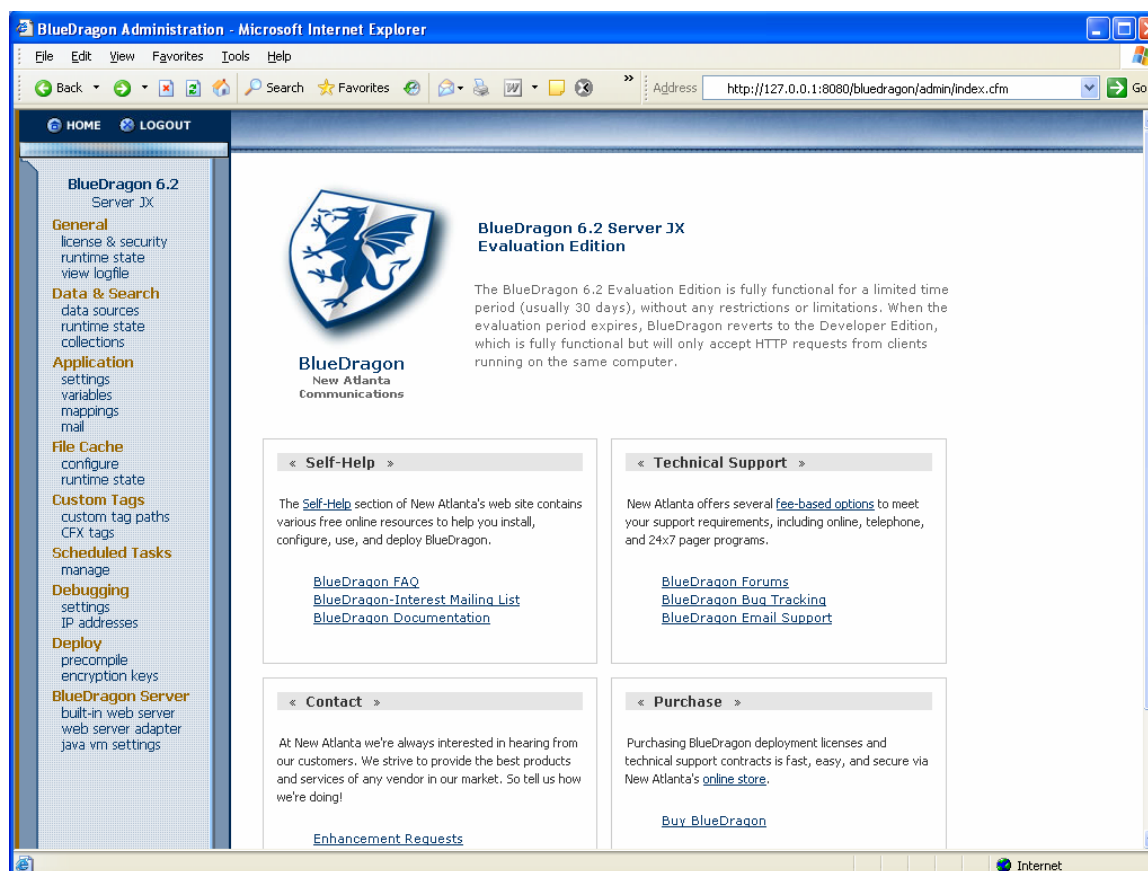 BlueDragon Administration - Microsoft Internet Explorer
File Edit View Favorites Tools Help
Back Search Favorites » Address http://127.0.0.1:8080/bluedragon/admin/index.cfm Go
HOME LOGOUT
BlueDragon 6.2
Server JX
General
license & security
runtime state
view logfile
Data & Search
data sources
runtime state
collections
Application
settings
variables
mappings
mail
File Cache
configure
runtime state
Custom Tags
custom tag paths
CFX tags
Scheduled Tasks
manage
Debugging
settings
IP addresses
Deploy
precompile
encryption keys
BlueDragon Server
built-in web server
web server adapter
java vm settings
BlueDragon
New Atlanta
Communications
BlueDragon 6.2 Server JX
Evaluation Edition
The BlueDragon 6.2 Evaluation Edition is fully functional for a limited time
period (usually 30 days), without any restrictions or limitations. When the
evaluation period expires, BlueDragon reverts to the Developer Edition,
which is fully functional but will only accept HTTP requests from clients
running on the same computer.
« Self-Help »
The Self-Help section of New Atlanta's web site contains
various free online resources to help you install,
configure, use, and deploy BlueDragon.
BlueDragon FAQ
BlueDragon-Interest Mailing List
BlueDragon Documentation
« Technical Support »
New Atlanta offers several fee-based options to meet
your support requirements, including online, telephone,
and 24x7 pager programs.
BlueDragon Forums
BlueDragon Bug Tracking
BlueDragon Email Support
« Contact »
At New Atlanta we're always interested in hearing from
our customers. We strive to provide the best products
and services of any vendor in our market. So tell us how
we're doing!
Enhancement Requests
« Purchase »
Purchasing BlueDragon deployment licenses and
technical support contracts is fast, easy, and secure via
New Atlanta's online store.
Buy BlueDragon
Internet